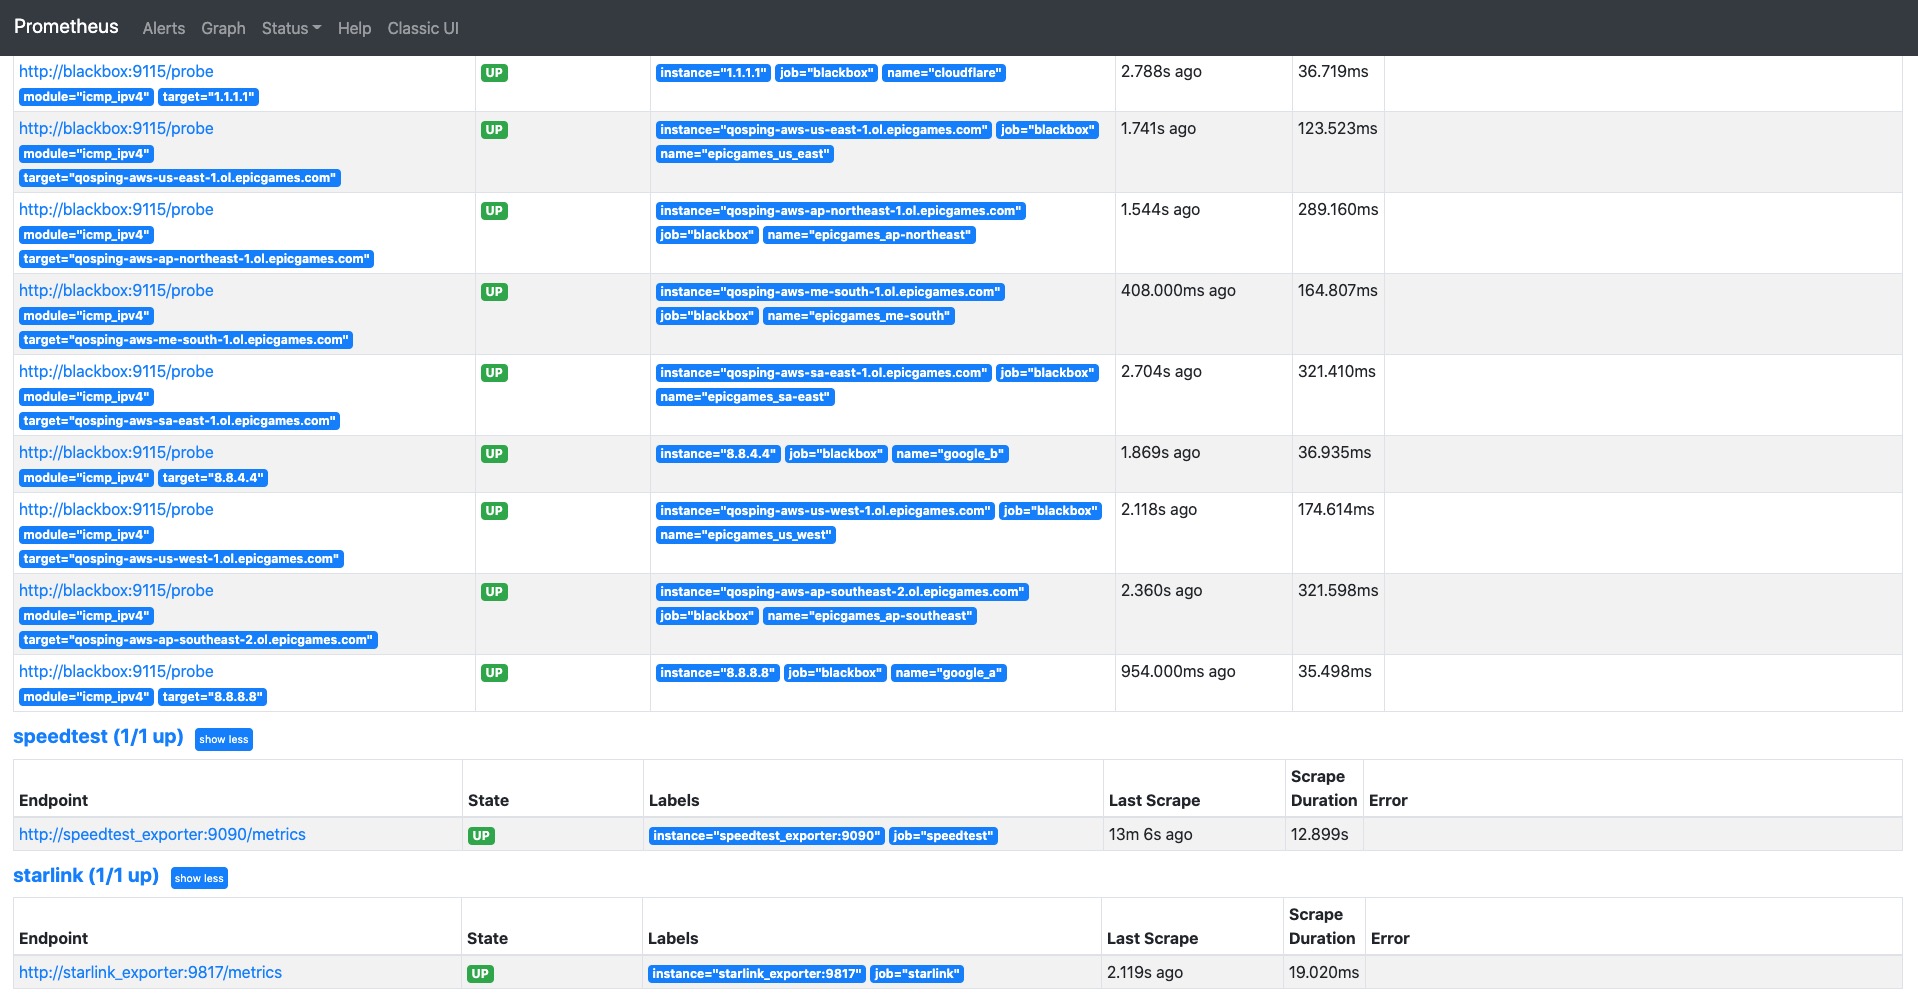 Prometheus Alerts Graph Status Help Classic UI
http://blackbox:9115/probe UP instance="1.1.1.1" job="blackbox" name="cloudflare" 2.788s ago 36.719ms
module="icmp_ipv4" target="1.1.1.1"
http://blackbox:9115/probe UP instance="qosping-aws-us-east-1.ol.epicgames.com" job="blackbox" 1.741s ago 123.523ms
module="icmp_ipv4" name="epicgames_us_east"
target="qosping-aws-us-east-1.ol.epicgames.com"
http://blackbox:9115/probe UP instance="qosping-aws-ap-northeast-1.ol.epicgames.com" 1.544s ago 289.160ms
module="icmp_ipv4" job="blackbox" name="epicgames_ap-northeast"
target="qosping-aws-ap-northeast-1.ol.epicgames.com"
http://blackbox:9115/probe UP instance="qosping-aws-me-south-1.ol.epicgames.com" 408.000ms ago 164.807ms
module="icmp_ipv4" job="blackbox" name="epicgames_me-south"
target="qosping-aws-me-south-1.ol.epicgames.com"
http://blackbox:9115/probe UP instance="qosping-aws-sa-east-1.ol.epicgames.com" job="blackbox" 2.704s ago 321.410ms
module="icmp_ipv4" name="epicgames_sa-east"
target="qosping-aws-sa-east-1.ol.epicgames.com"
http://blackbox:9115/probe UP instance="8.8.4.4" job="blackbox" name="google_b" 1.869s ago 36.935ms
module="icmp_ipv4" target="8.8.4.4"
http://blackbox:9115/probe UP instance="qosping-aws-us-west-1.ol.epicgames.com" job="blackbox" 2.118s ago 174.614ms
module="icmp_ipv4" name="epicgames_us_west"
target="qosping-aws-us-west-1.ol.epicgames.com"
http://blackbox:9115/probe UP instance="qosping-aws-ap-southeast-2.ol.epicgames.com" 2.360s ago 321.598ms
module="icmp_ipv4" job="blackbox" name="epicgames_ap-southeast"
target="qosping-aws-ap-southeast-2.ol.epicgames.com"
http://blackbox:9115/probe UP instance="8.8.8.8" job="blackbox" name="google_a" 954.000ms ago 35.498ms
module="icmp_ipv4" target="8.8.8.8"
speedtest (1/1 up) show less
Scrape
Endpoint State Labels Last Scrape Duration Error
http://speedtest_exporter:9090/metrics UP instance="speedtest_exporter:9090" job="speedtest" 13m 6s ago 12.899s
starlink (1/1 up) show less
Scrape
Endpoint State Labels Last Scrape Duration Error
http://starlink_exporter:9817/metrics UP instance="starlink_exporter:9817" job="starlink" 2.119s ago 19.020ms